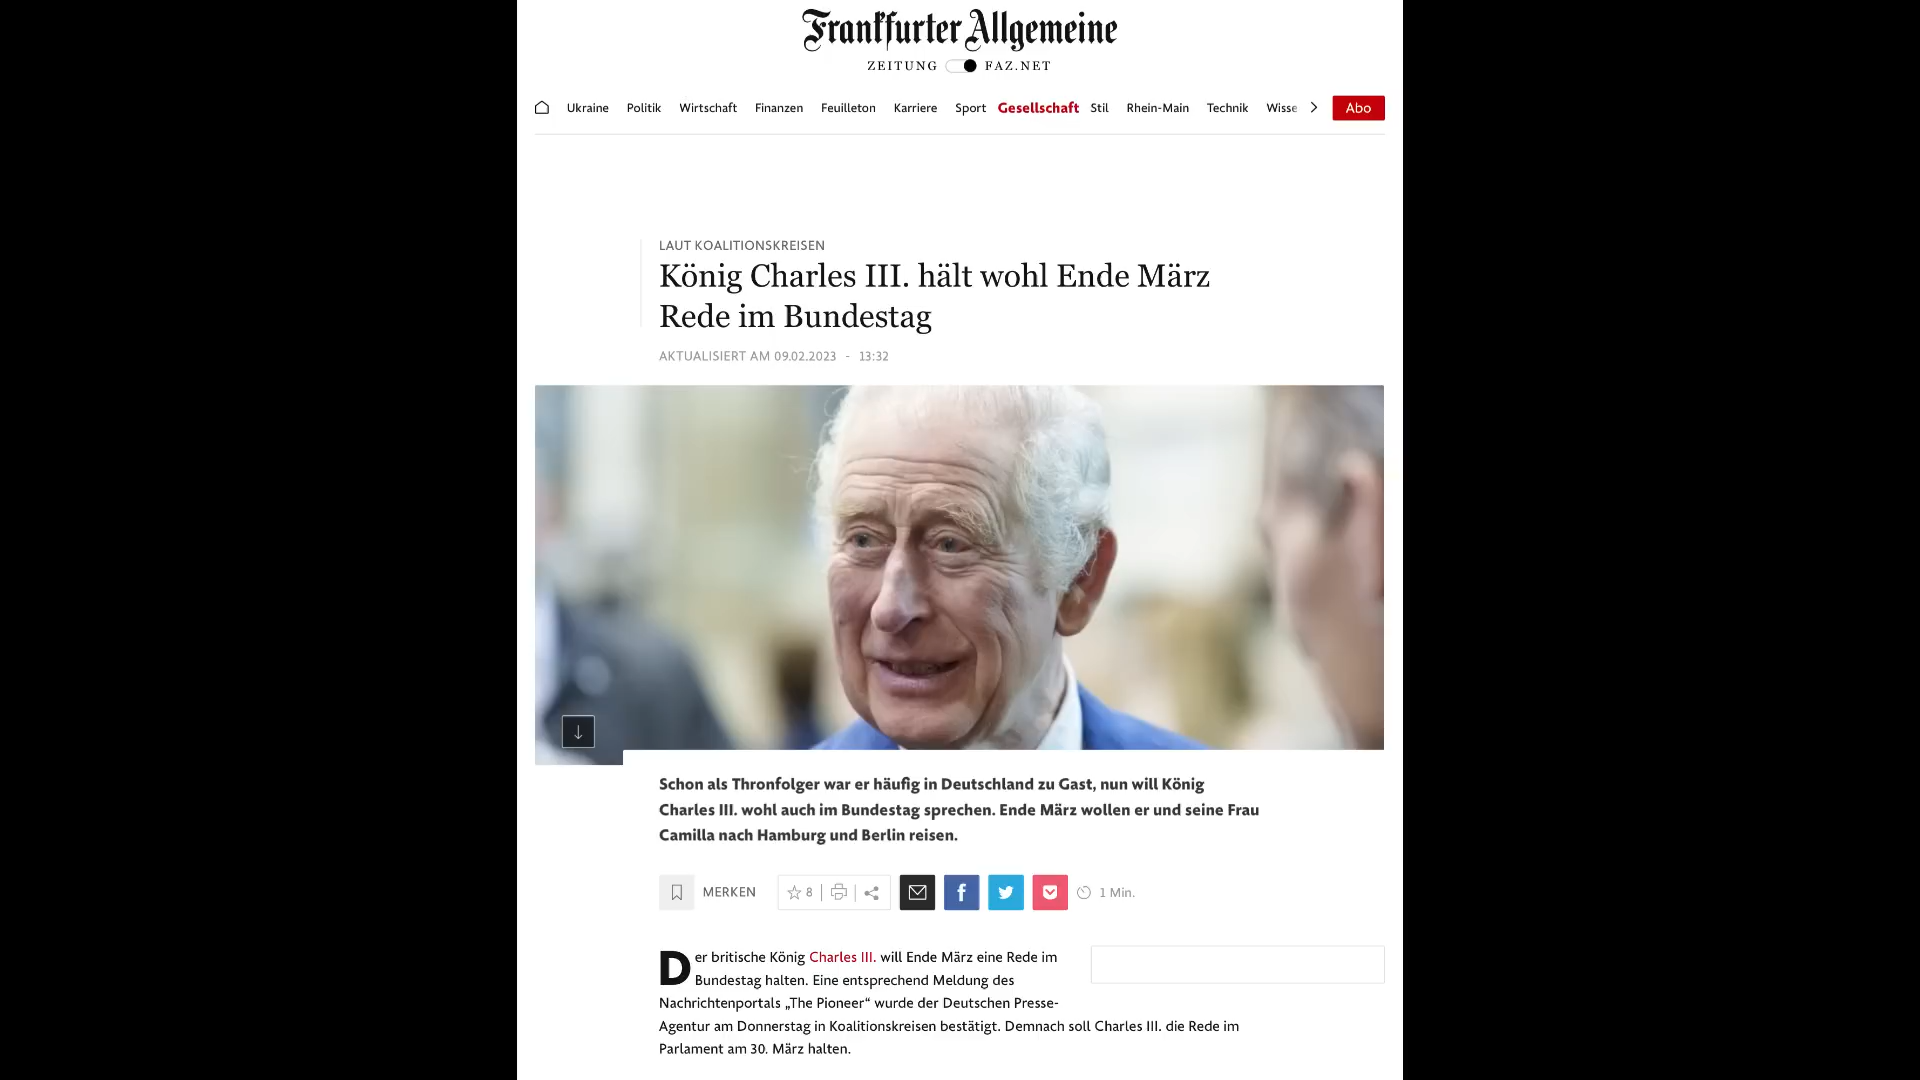 Frankfurter Allgemeine
ZEITUNG FAZ.NET
Ukraine Politik Wirtschaft Finanzen Feuilleton Karriere Sport Gesellschaft Stil Rhein-Main Technik Wisse Abo
LAUT KOALITIONSKREISEN
König Charles III. hält wohl Ende März
Rede im Bundestag
AKTUALISIERT AM 09.02.2023 - 13:32
Schon als Thronfolger war er häufig in Deutschland zu Gast, nun will König
Charles III. wohl auch im Bundestag sprechen. Ende März wollen er und seine Frau
Camilla nach Hamburg und Berlin reisen.
MERKEN 8 1 Min.
Der britische König Charles III. will Ende März eine Rede im
Bundestag halten. Eine entsprechend Meldung des
Nachrichtenportals „The Pioneer“ wurde der Deutschen Presse-
Agentur am Donnerstag in Koalitionskreisen bestätigt. Demnach soll Charles III. die Rede im
Parlament am 30. März halten.